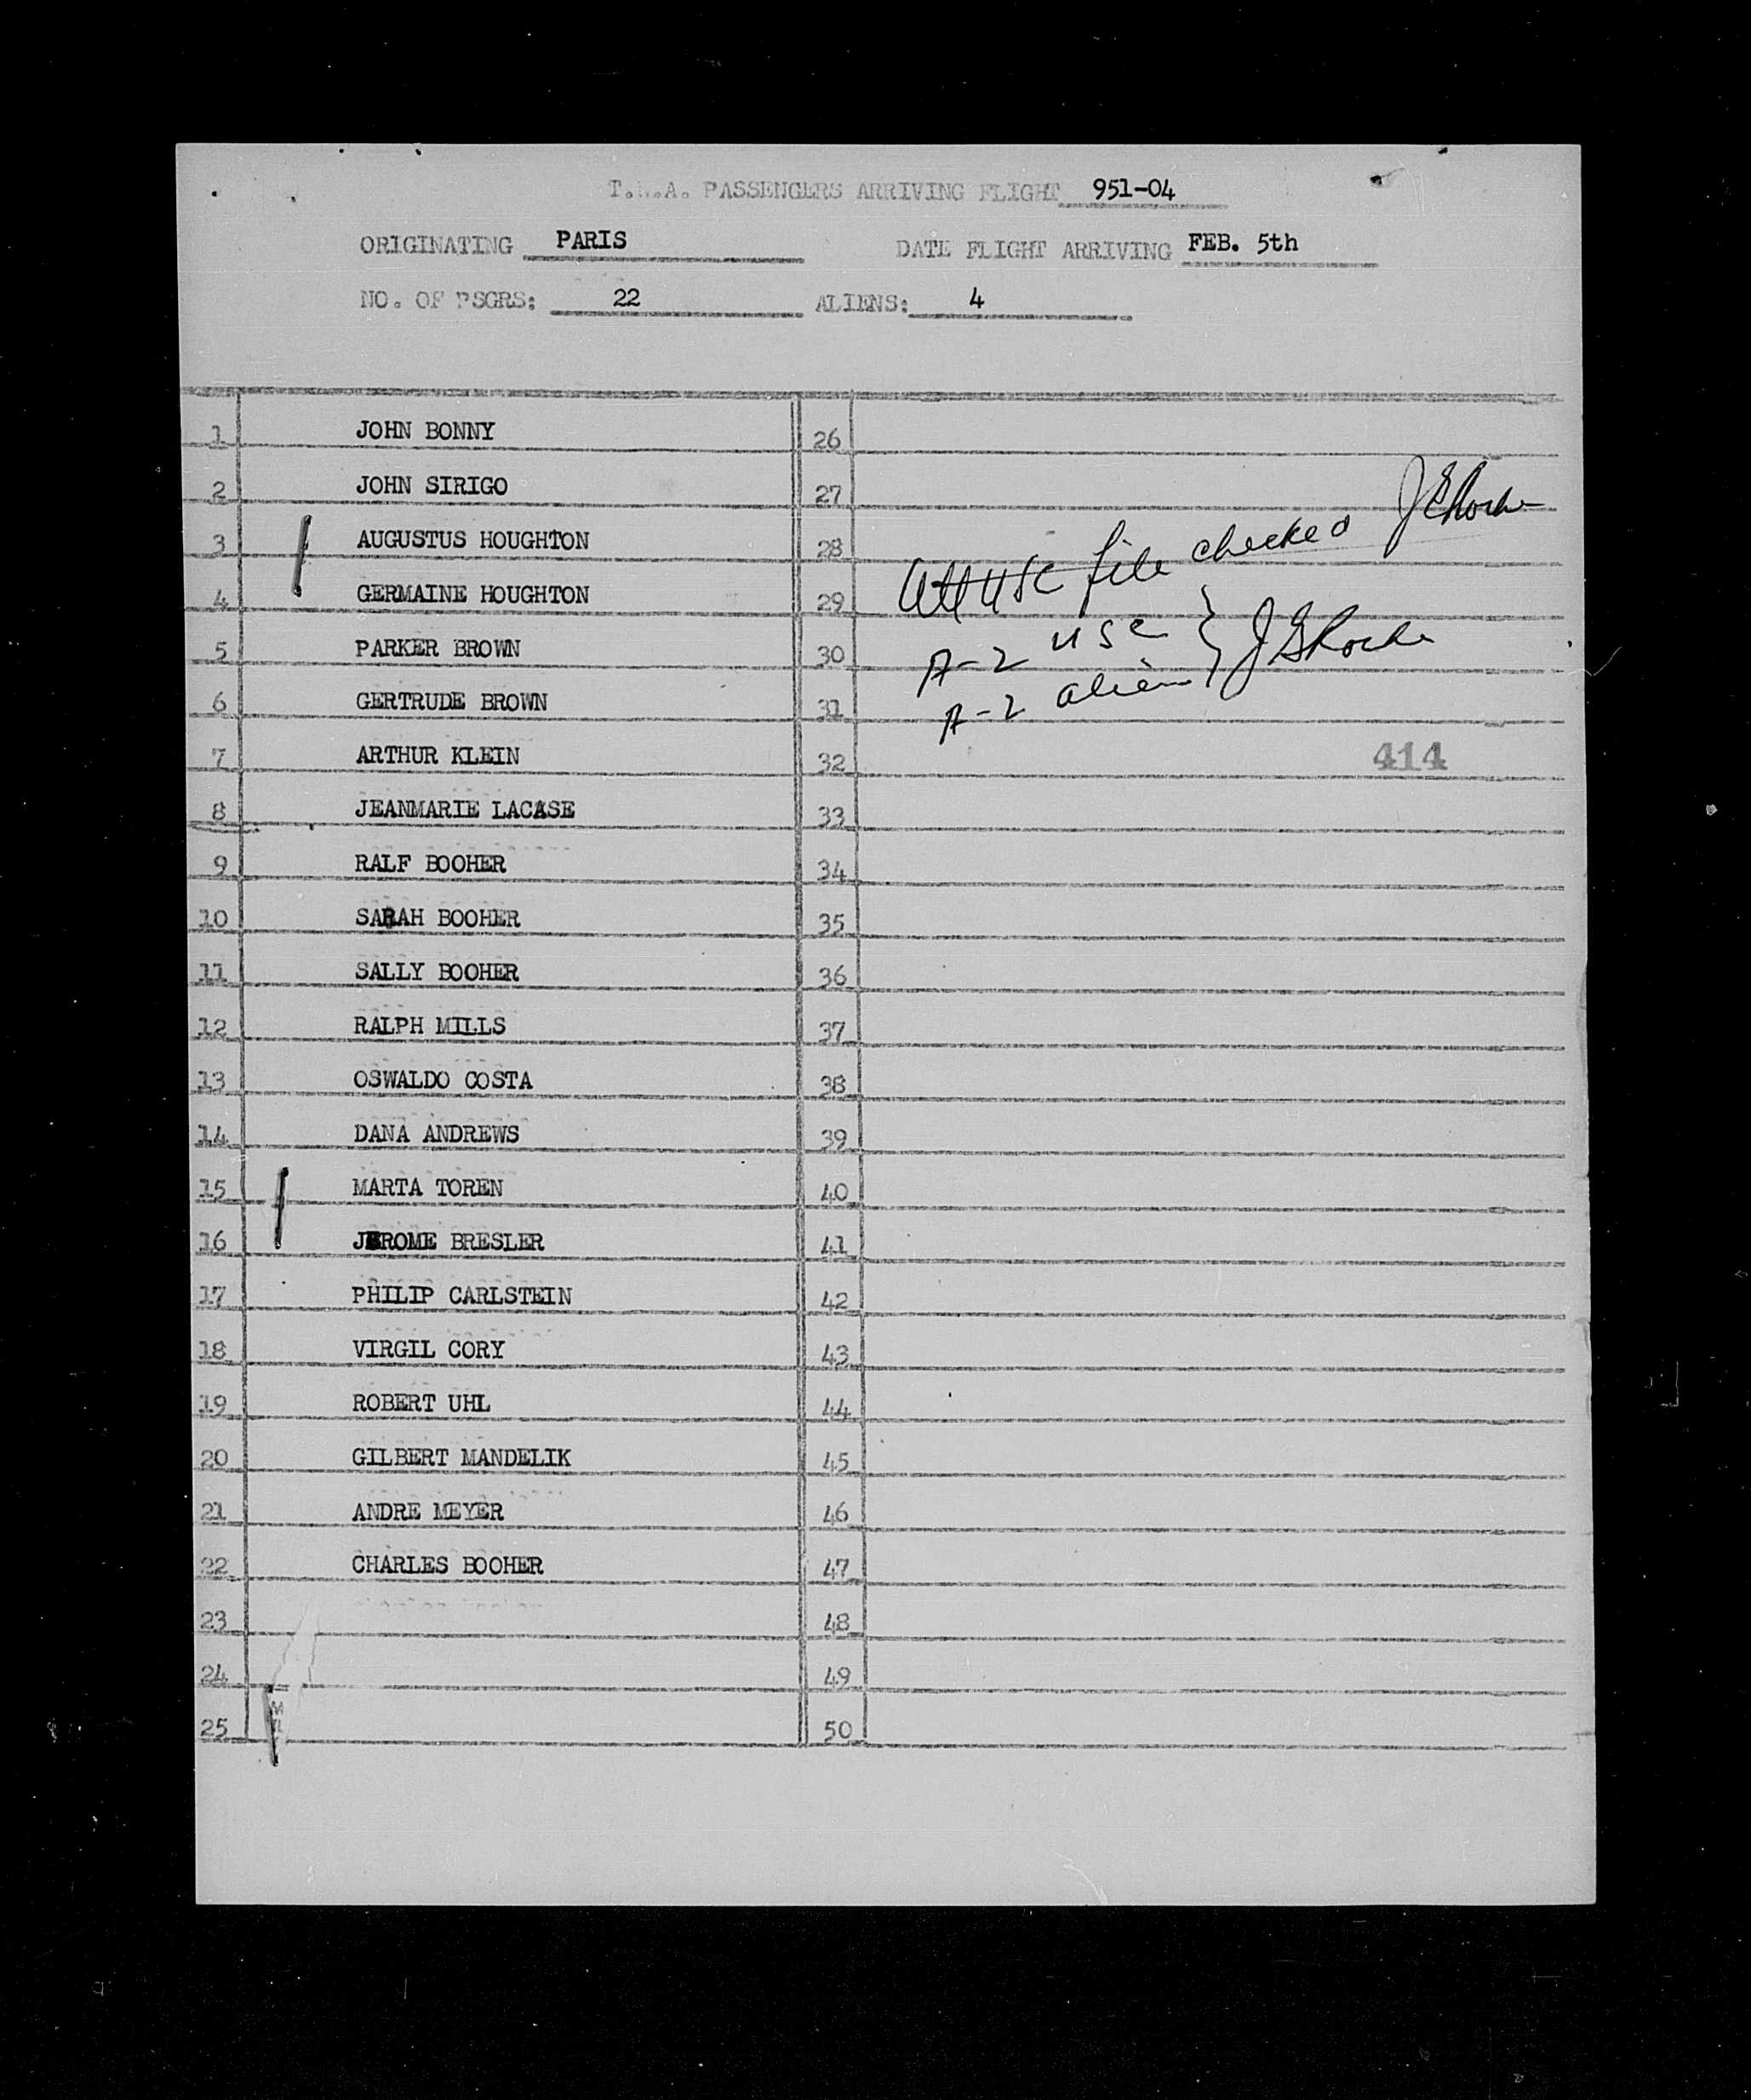 T.W.A. PASSENGERS ARRIVING FLIGHT 951-04
ORIGINATING PARIS DATE FLIGHT ARRIVING FEB. 5th
NO. OF PSGRS: 22 ALIENS: 4
1 JOHN BONNY 26
2 JOHN SIRIGO 27
3 AUGUSTUS HOUGHTON 28
4 GERMAINE HOUGHTON 29
5 PARKER BROWN 30
6 GERTRUDE BROWN 31
7 ARTHUR KLEIN 32
8 JEANMARIE LACASE 33
9 RALF BOOHER 34
10 SARAH BOOHER 35
11 SALLY BOOHER 36
12 RALPH MILLS 37
13 OSWALDO COSTA 38
14 DANA ANDREWS 39
15 MARTA TOREN 40
16 JEROME BRESLER 41
17 PHILIP CARLSTEIN 42
18 VIRGIL CORY 43
19 ROBERT UHL 44
20 GILBERT MANDELIK 45
21 ANDRE MEYER 46
22 CHARLES BOOHER 47
23 48
24 49
25 50
All USC file checked
A-2 USC
A-2 alien
414